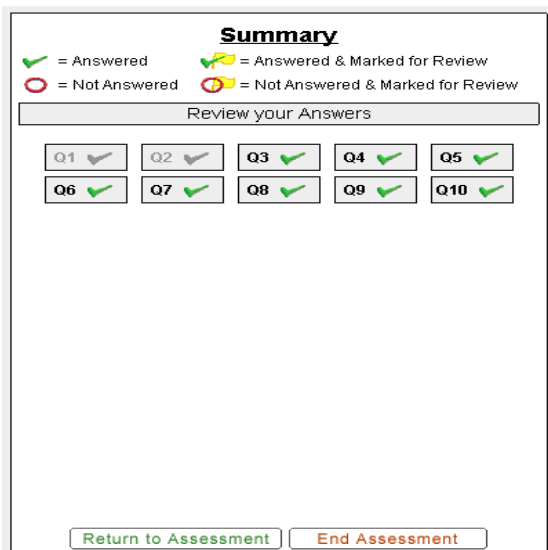 Summary
= Answered = Answered & Marked for Review
= Not Answered = Not Answered & Marked for Review
Review your Answers
Q1 Q2 Q3 Q4 Q5
Q6 Q7 Q8 Q9 Q10
Return to Assessment End Assessment